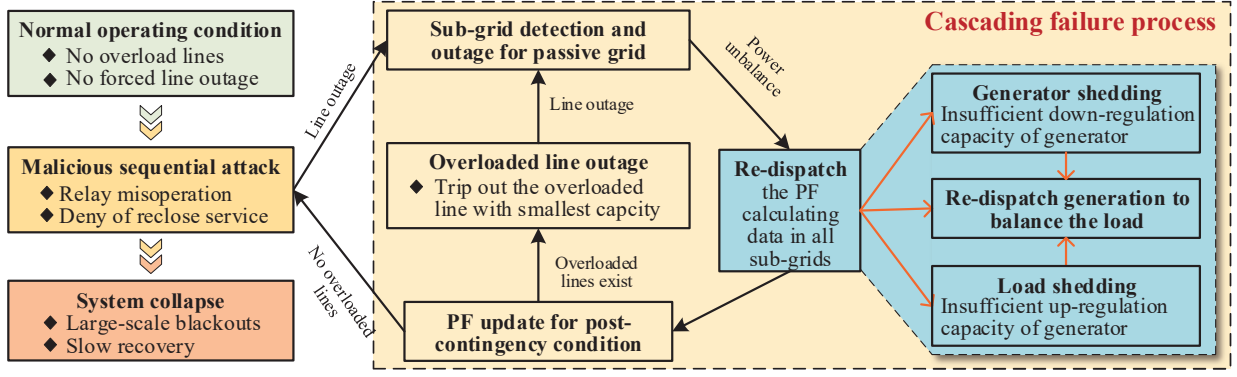 Normal operating condition
◆ No overload lines
◆ No forced line outage
Malicious sequential attack
◆ Relay misoperation
◆ Deny of reclose service
System collapse
◆ Large-scale blackouts
◆ Slow recovery
Line outage
No overloaded
lines
Cascading failure process
Sub-grid detection and
outage for passive grid
Power
unbalance
Line outage
Overloaded line outage
◆ Trip out the overloaded
line with smallest capcity
Overloaded
lines exist
PF update for post-
contingency condition
Re-dispatch
the PF
calculating
data in all
sub-grids
Generator shedding
Insufficient down-regulation
capacity of generator
Re-dispatch generation to
balance the load
Load shedding
Insufficient up-regulation
capacity of generator